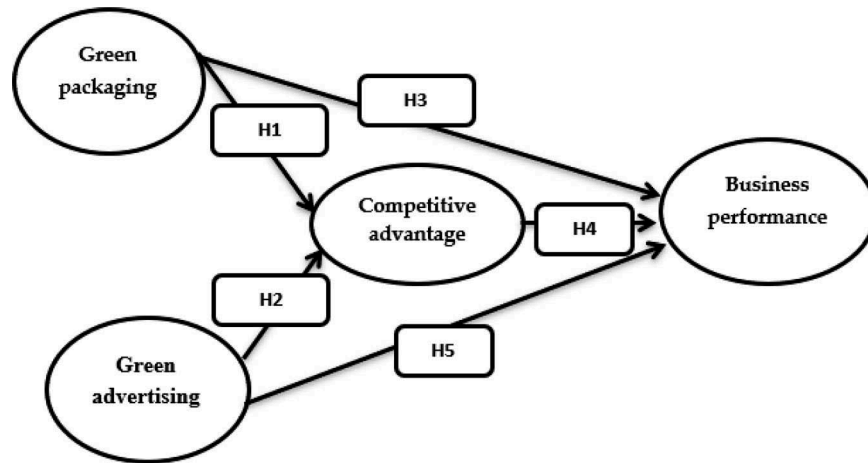 Green
packaging
H3
H1
Competitive
advantage
Business
performance
H4
H2
H5
Green
advertising